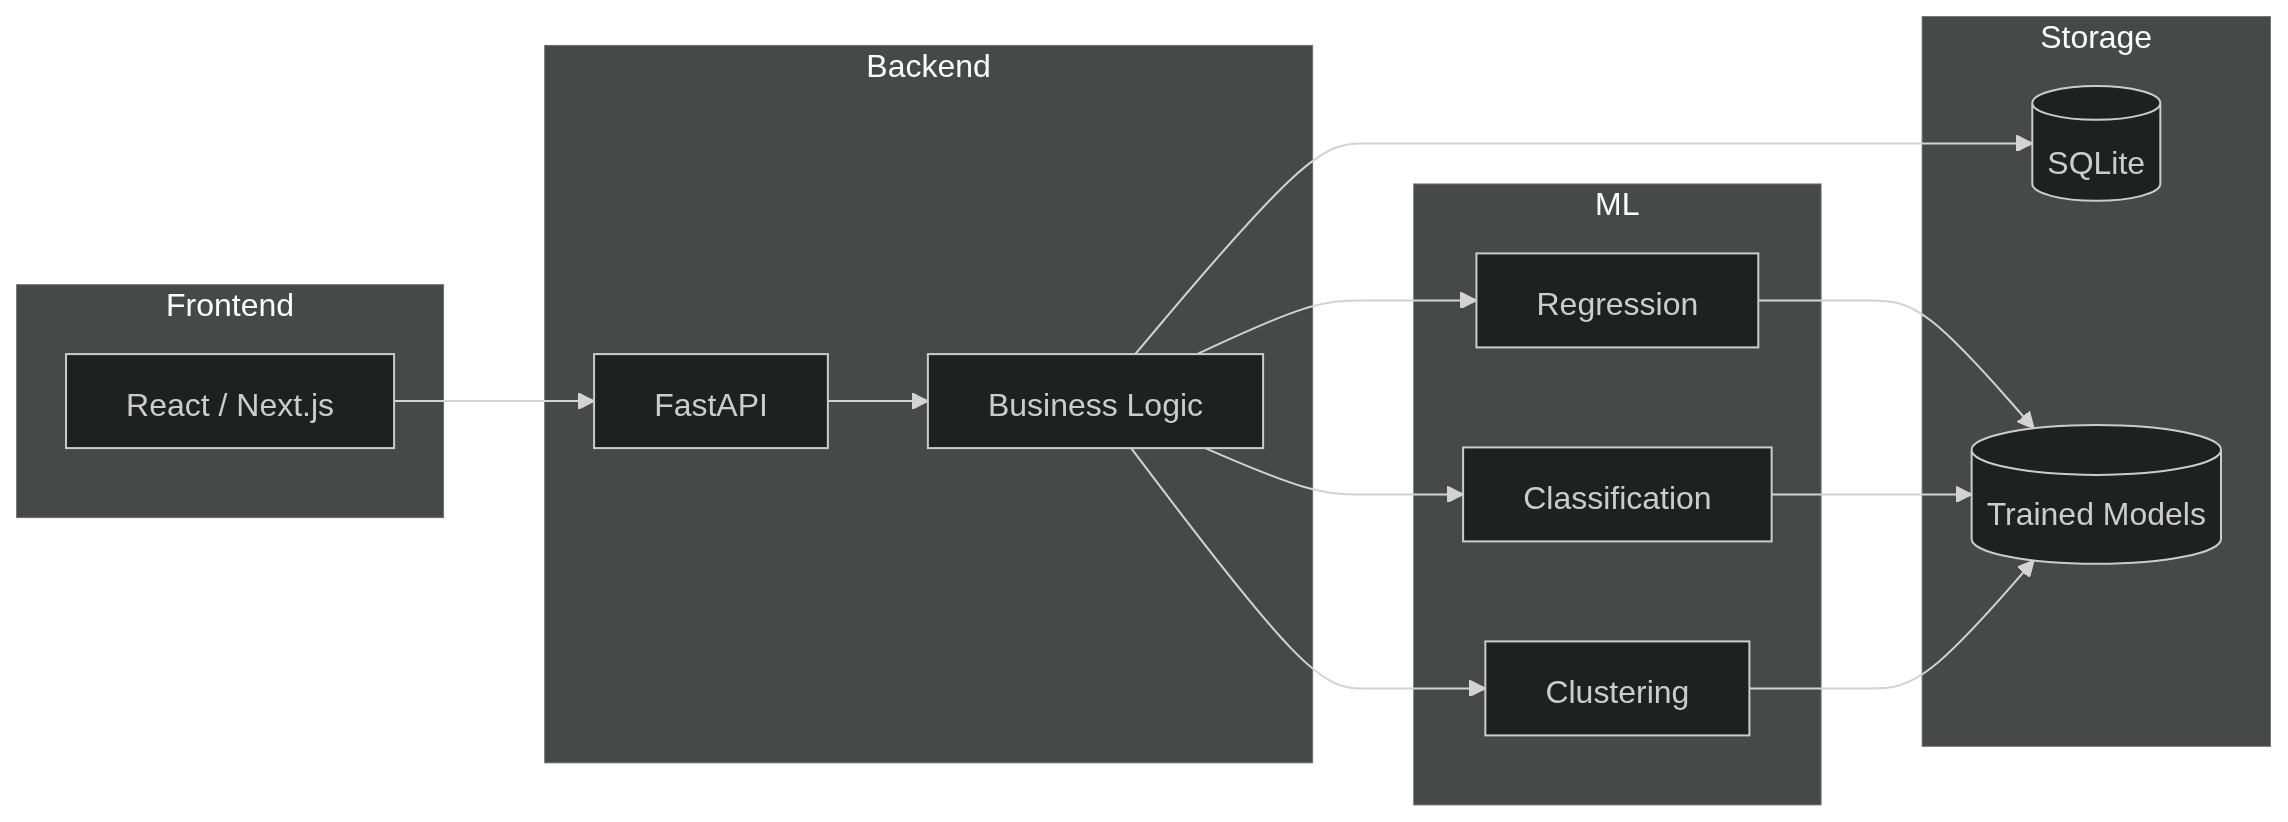 Frontend
React / Next.js
Backend
FastAPI
Business Logic
ML
Regression
Classification
Clustering
Storage
SQLite
Trained Models